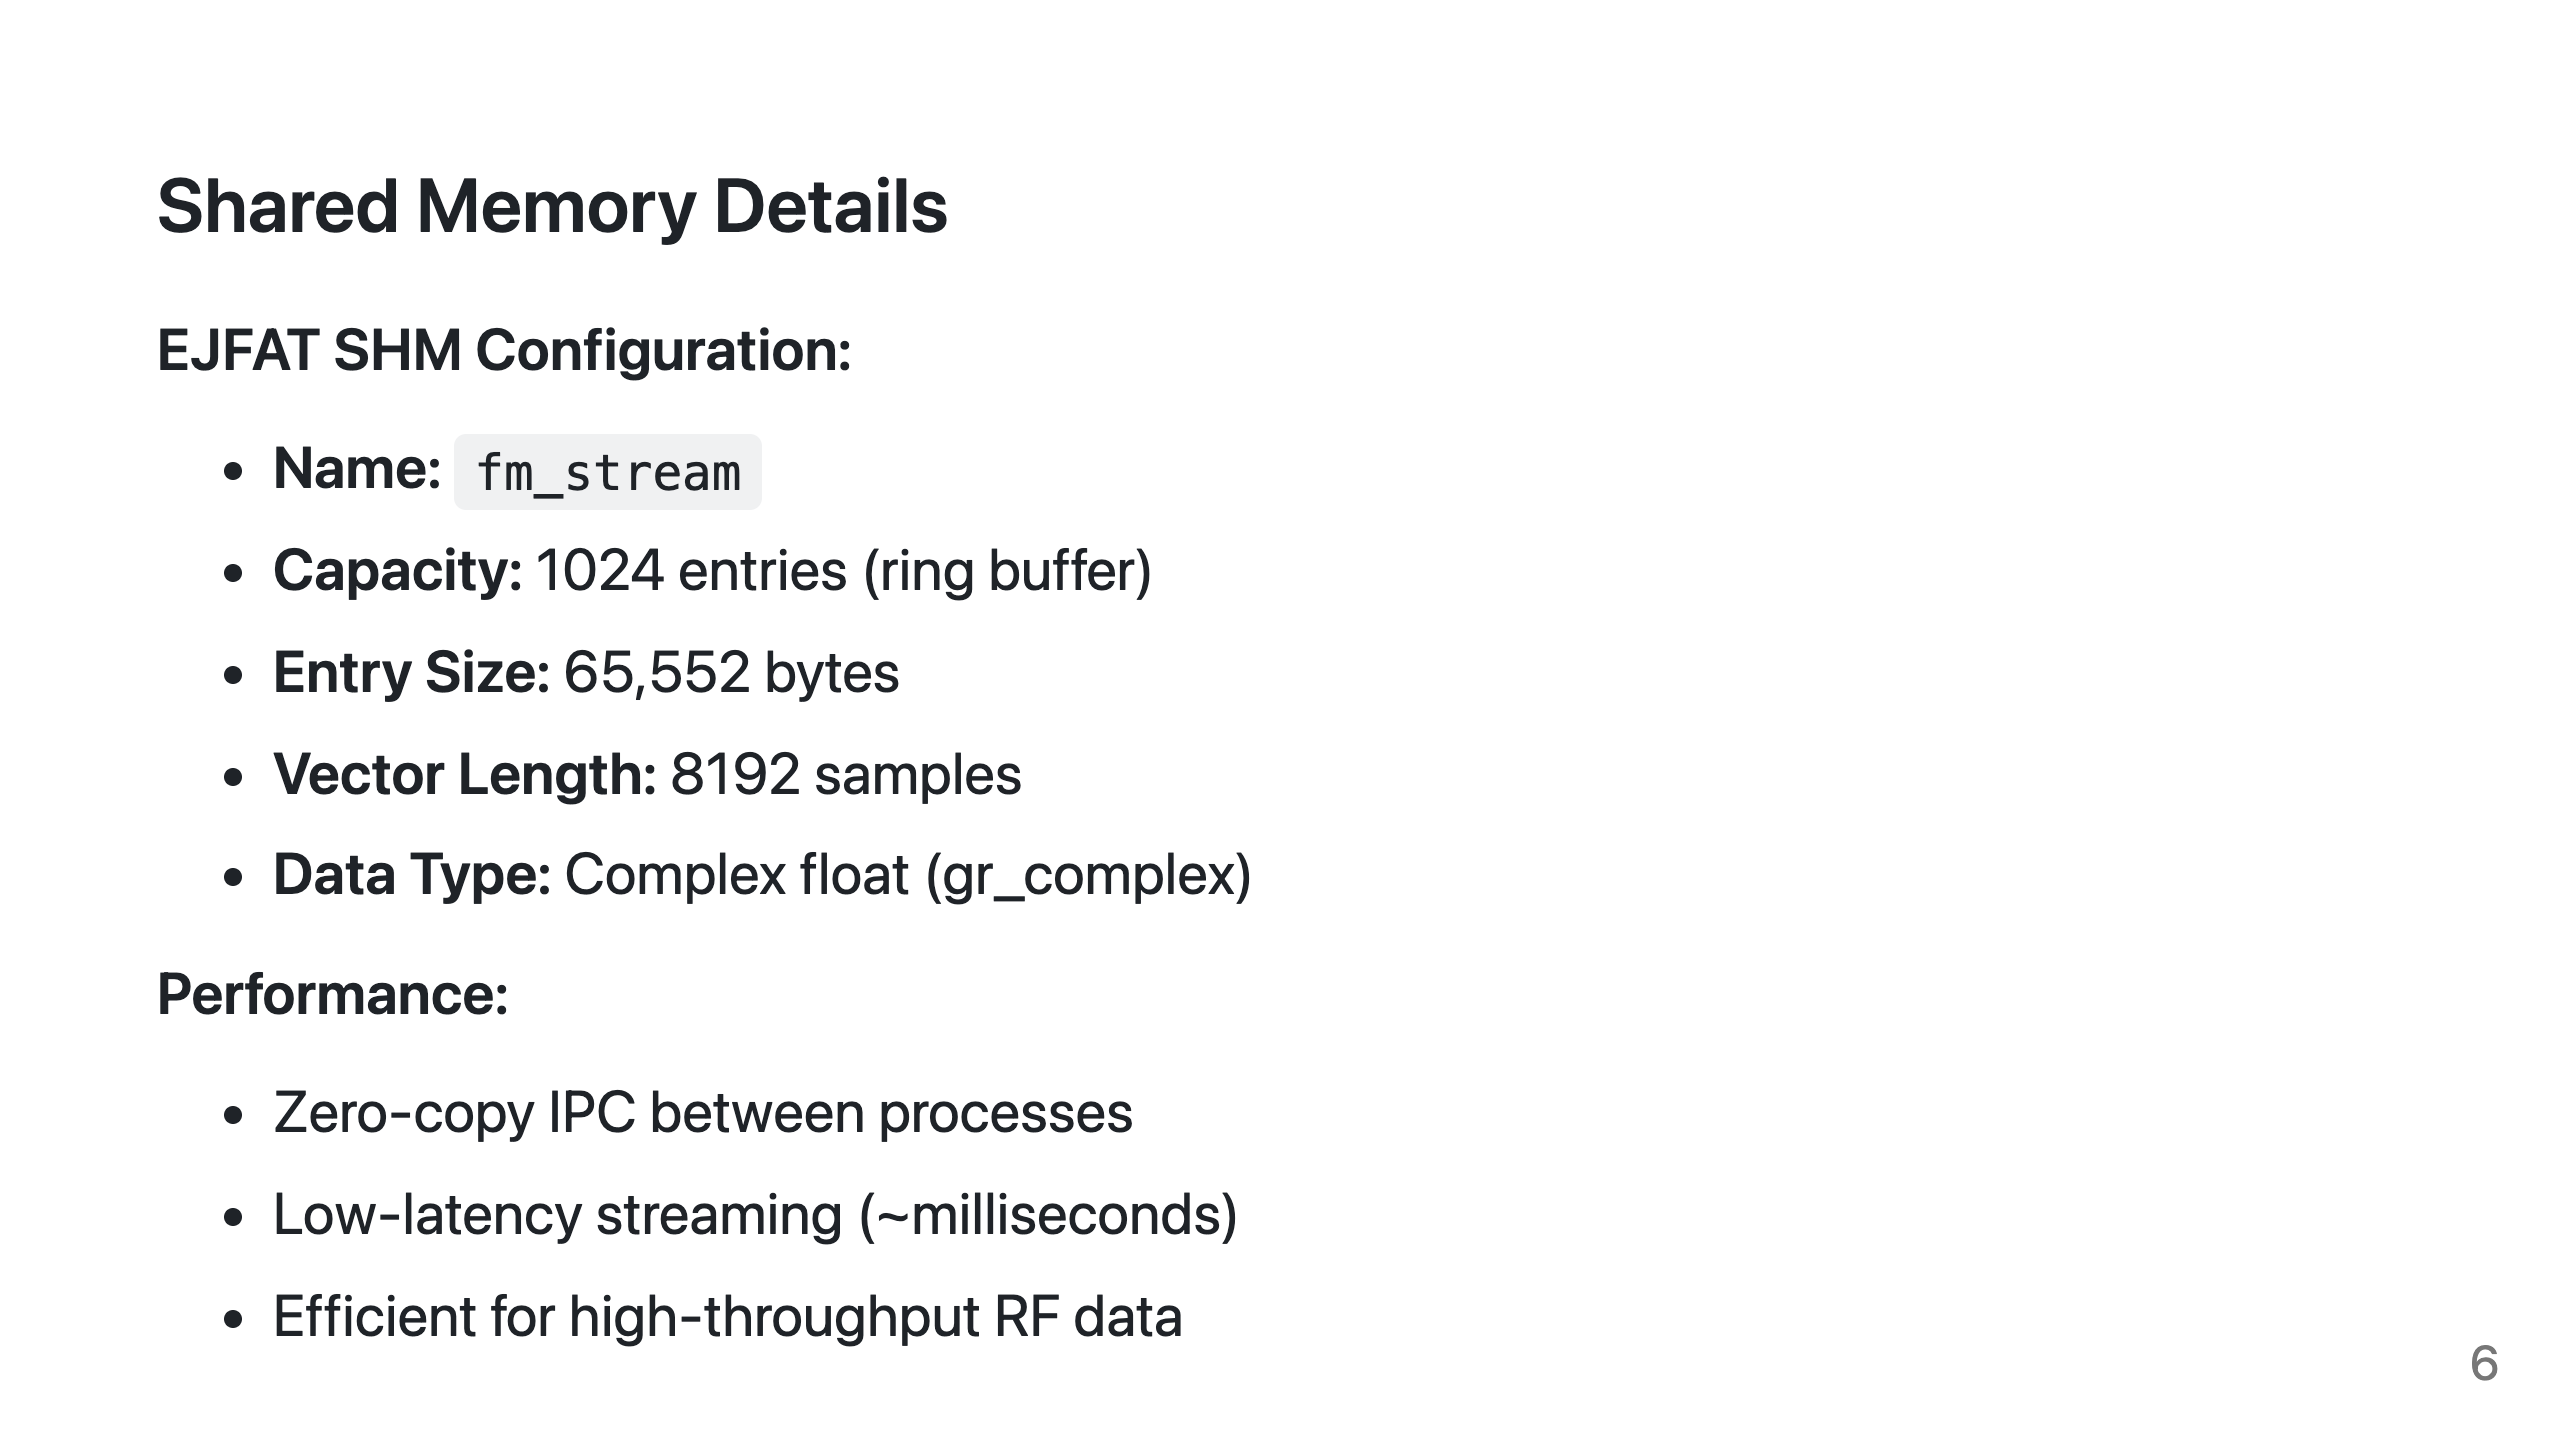 Shared Memory Details
EJFAT SHM Configuration:
• Name: fm_stream
• Capacity: 1024 entries (ring buffer)
• Entry Size: 65,552 bytes
• Vector Length: 8192 samples
• Data Type: Complex float (gr_complex)
Performance:
• Zero-copy IPC between processes
• Low-latency streaming (~milliseconds)
• Efficient for high-throughput RF data
6